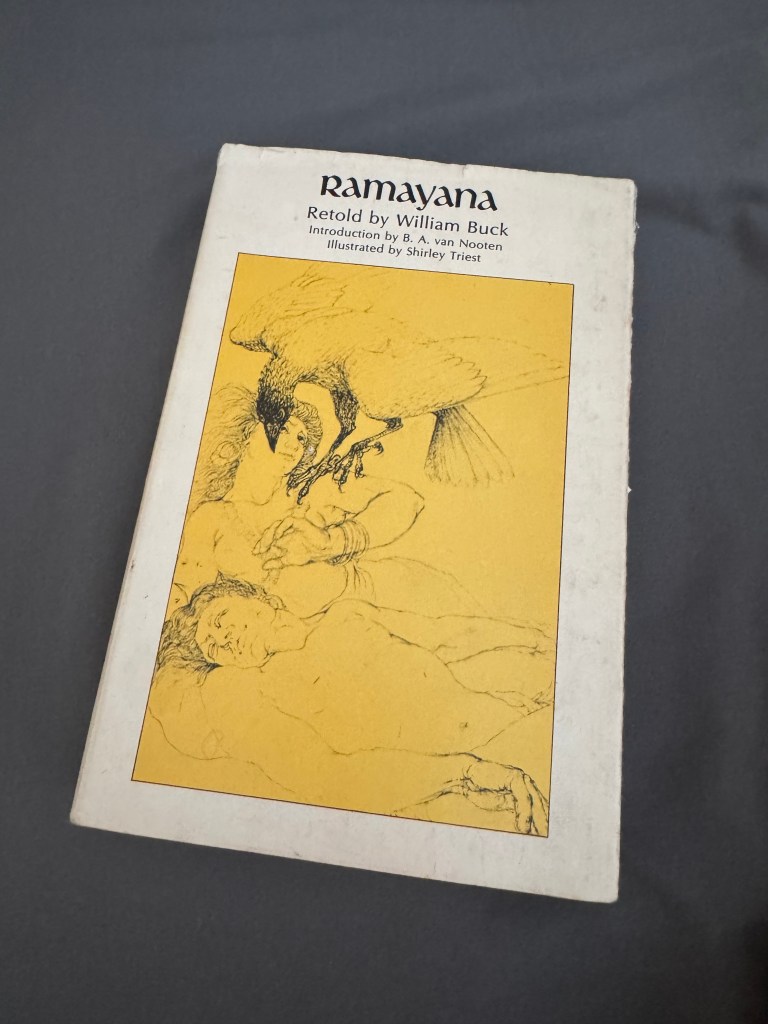 Ramayana
Retold by William Buck
Introduction by B. A. van Nooten
Illustrated by Shirley Triest